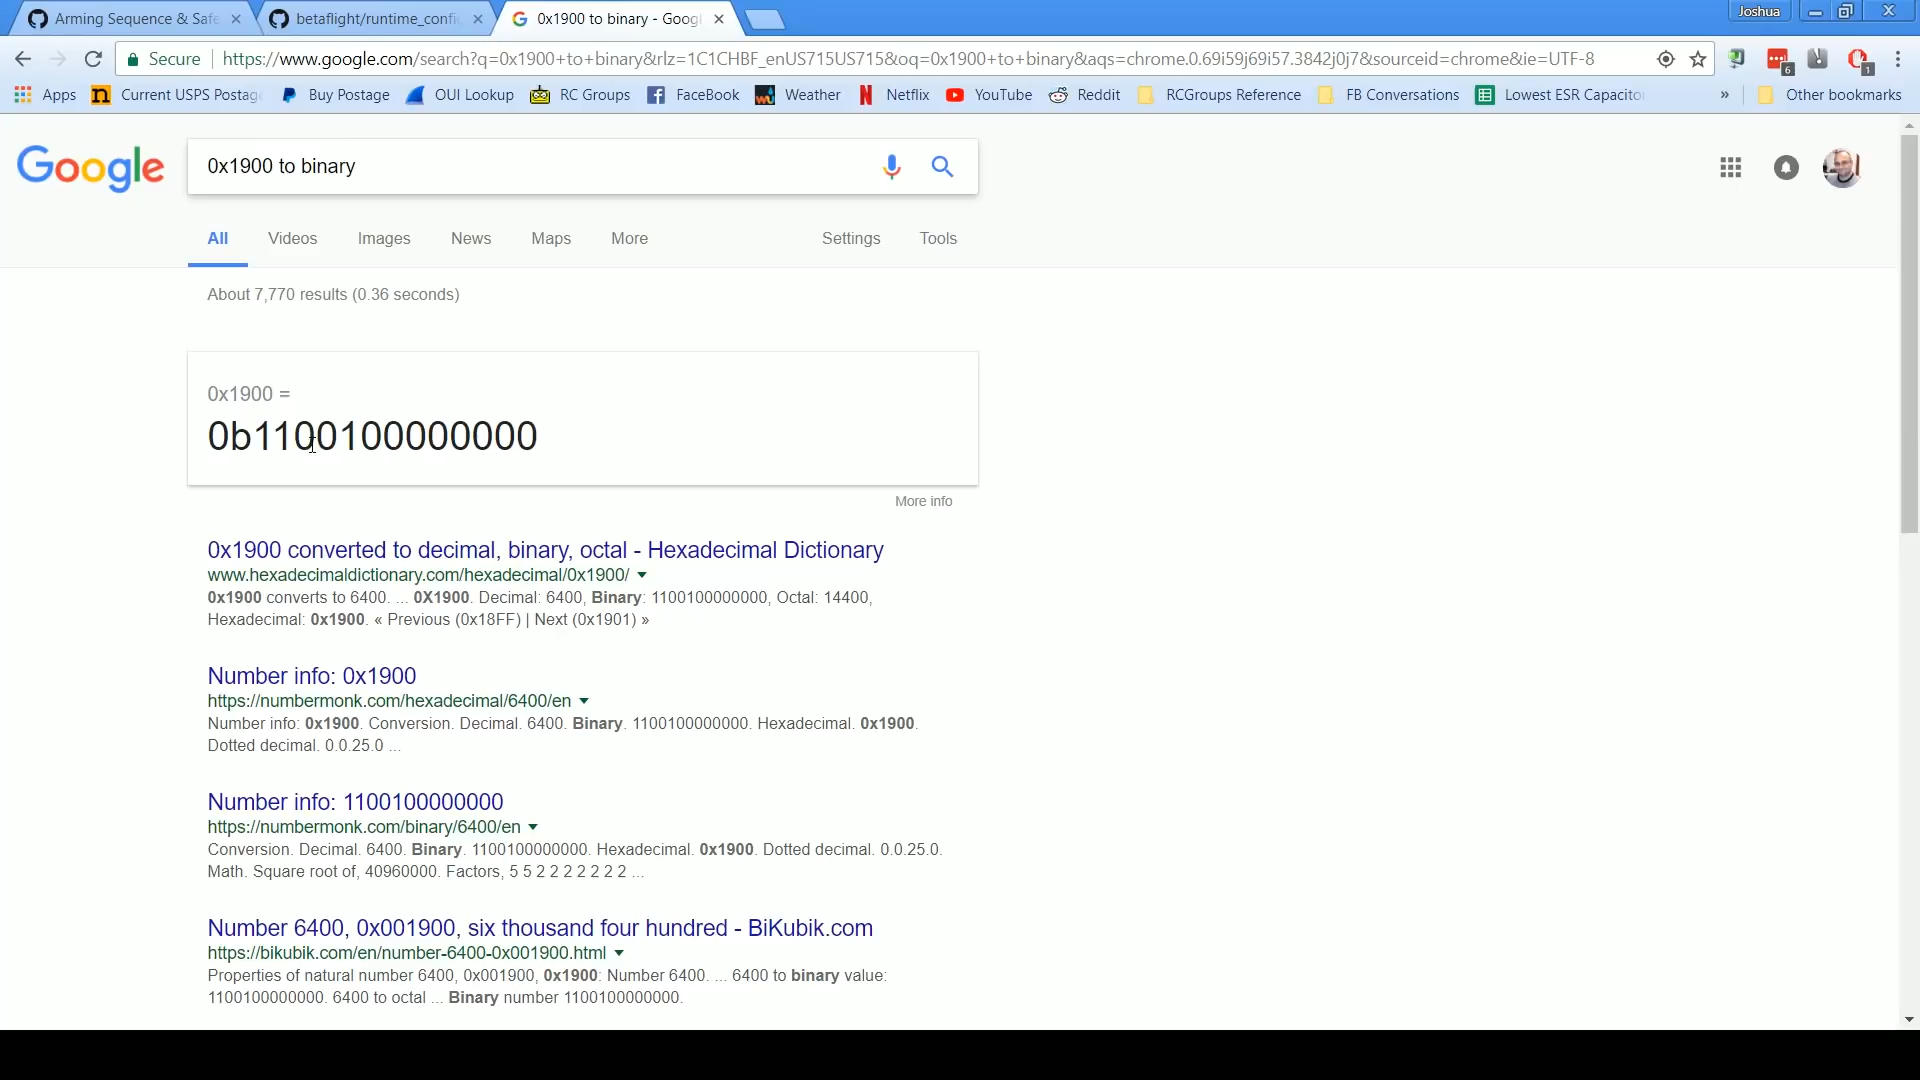 Arming Sequence & Safe
betaflight/runtime_confi
0x1900 to binary - Goog
Joshua
Secure
https://www.google.com/search?q=0x1900+to+binary&rlz=1C1CHBF_enUS715US715&oq=0x1900+to+binary&aqs=chrome.0.69i59j69i57.3842j0j7&sourceid=chrome&ie=UTF-8
6
1
Apps
Current USPS Postag
Buy Postage
OUI Lookup
RC Groups
FaceBook
Weather
Netflix
YouTube
Reddit
RCGroups Reference
FB Conversations
Lowest ESR Capacito
»
Other bookmarks
Google
0x1900 to binary
All Videos Images News Maps More Settings Tools
About 7,770 results (0.36 seconds)
0x1900 =
0b1100100000000
More info
0x1900 converted to decimal, binary, octal - Hexadecimal Dictionary
www.hexadecimaldictionary.com/hexadecimal/0x1900/
0x1900 converts to 6400. ... 0X1900. Decimal: 6400, Binary: 1100100000000, Octal: 14400,
Hexadecimal: 0x1900. « Previous (0x18FF) | Next (0x1901) »
Number info: 0x1900
https://numbermonk.com/hexadecimal/6400/en
Number info: 0x1900. Conversion. Decimal. 6400. Binary. 1100100000000. Hexadecimal. 0x1900.
Dotted decimal. 0.0.25.0 ...
Number info: 1100100000000
https://numbermonk.com/binary/6400/en
Conversion. Decimal. 6400. Binary. 1100100000000. Hexadecimal. 0x1900. Dotted decimal. 0.0.25.0.
Math. Square root of, 40960000. Factors, 5 5 2 2 2 2 2 2 2 ...
Number 6400, 0x001900, six thousand four hundred - BiKubik.com
https://bikubik.com/en/number-6400-0x001900.html
Properties of natural number 6400, 0x001900, 0x1900: Number 6400. ... 6400 to binary value:
1100100000000. 6400 to octal ... Binary number 1100100000000.